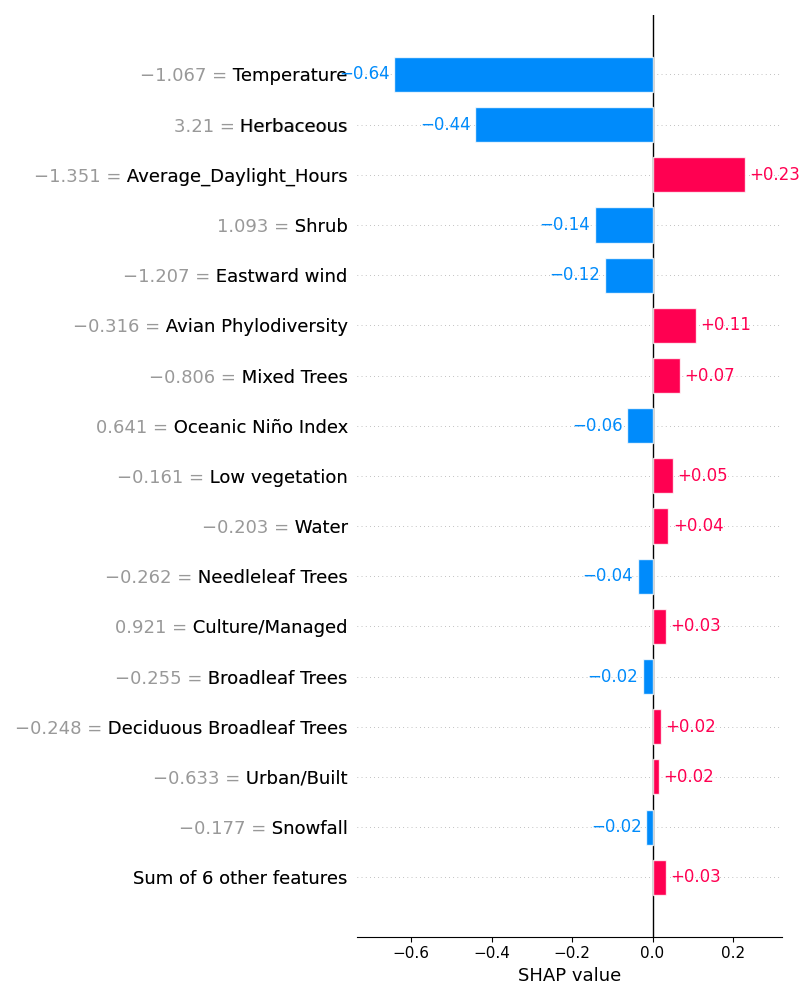 −1.067 = Temperature −0.64
3.21 = Herbaceous −0.44
−1.351 = Average_Daylight_Hours +0.23
1.093 = Shrub −0.14
−1.207 = Eastward wind −0.12
−0.316 = Avian Phylodiversity +0.11
−0.806 = Mixed Trees +0.07
0.641 = Oceanic Niño Index −0.06
−0.161 = Low vegetation +0.05
−0.203 = Water +0.04
−0.262 = Needleleaf Trees −0.04
0.921 = Culture/Managed +0.03
−0.255 = Broadleaf Trees −0.02
−0.248 = Deciduous Broadleaf Trees +0.02
−0.633 = Urban/Built +0.02
−0.177 = Snowfall −0.02
Sum of 6 other features +0.03
−0.6 −0.4 −0.2 0.0 0.2
SHAP value